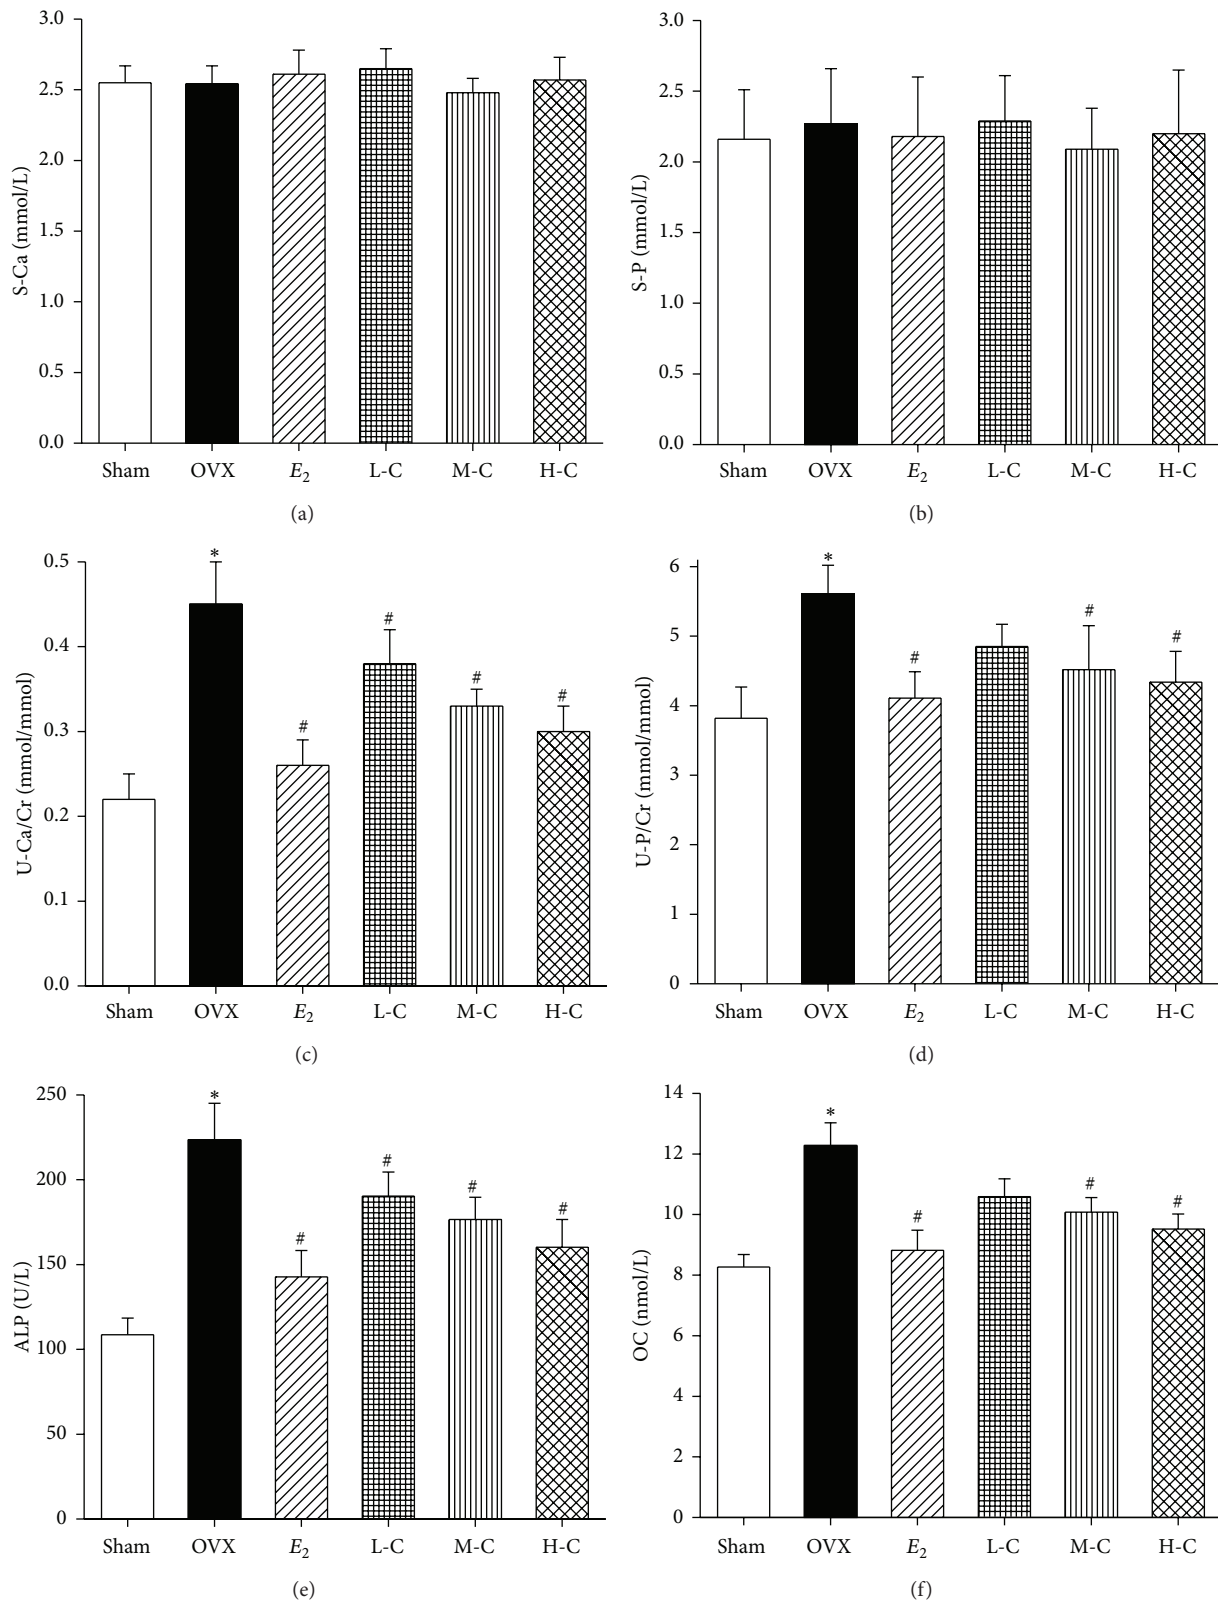 3.0
2.5
2.0
1.5
1.0
0.5
0.0
S-Ca (mmol/L)
Sham OVX E2 L-C M-C H-C
(a)
3.0
2.5
2.0
1.5
1.0
0.5
0.0
S-P (mmol/L)
Sham OVX E2 L-C M-C H-C
(b)
0.5
0.4
0.3
0.2
0.1
0.0
U-Ca/Cr (mmol/mmol)
* # # # #
Sham OVX E2 L-C M-C H-C
(c)
6
5
4
3
2
1
0
U-P/Cr (mmol/mmol)
* # # #
Sham OVX E2 L-C M-C H-C
(d)
250
200
150
100
50
0
ALP (U/L)
* # # # #
Sham OVX E2 L-C M-C H-C
(e)
14
12
10
8
6
4
2
0
OC (nmol/L)
* # # #
Sham OVX E2 L-C M-C H-C
(f)